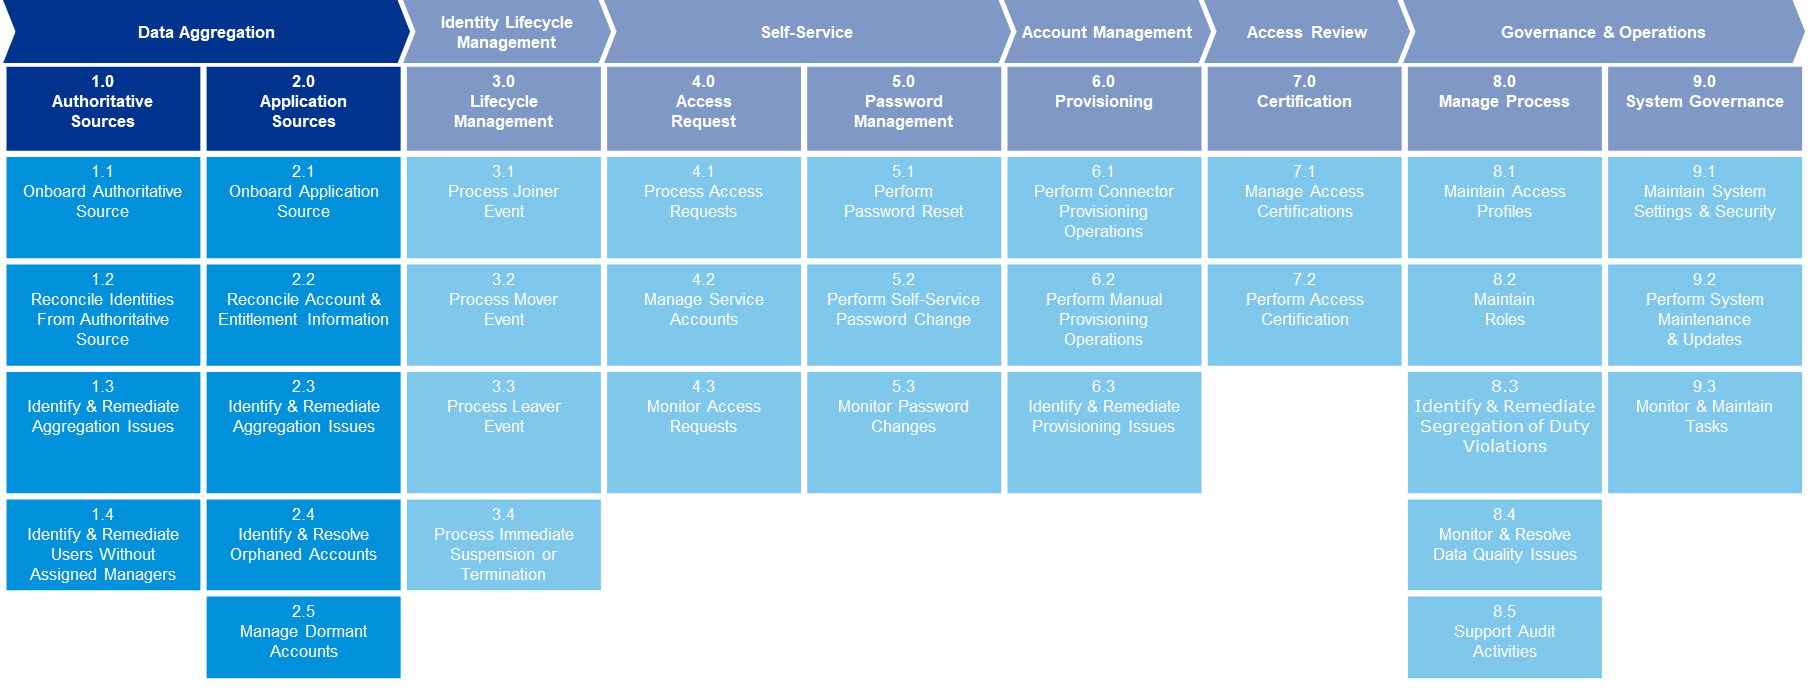 Data Aggregation
Identity Lifecycle
Management
Self-Service
Account Management
Access Review
Governance & Operations
1.0
Authoritative
Sources
2.0
Application
Sources
3.0
Lifecycle
Management
4.0
Access
Request
5.0
Password
Management
6.0
Provisioning
7.0
Certification
8.0
Manage Process
9.0
System Governance
1.1
Onboard Authoritative
Source
2.1
Onboard Application
Source
3.1
Process Joiner
Event
4.1
Process Access
Requests
5.1
Perform
Password Reset
6.1
Perform Connector
Provisioning
Operations
7.1
Manage Access
Certifications
8.1
Maintain Access
Profiles
9.1
Maintain System
Settings & Security
1.2
Reconcile Identities
From Authoritative
Source
2.2
Reconcile Account &
Entitlement Information
3.2
Process Mover
Event
4.2
Manage Service
Accounts
5.2
Perform Self-Service
Password Change
6.2
Perform Manual
Provisioning
Operations
7.2
Perform Access
Certification
8.2
Maintain
Roles
9.2
Perform System
Maintenance
& Updates
1.3
Identify & Remediate
Aggregation Issues
2.3
Identify & Remediate
Aggregation Issues
3.3
Process Leaver
Event
4.3
Monitor Access
Requests
5.3
Monitor Password
Changes
6.3
Identify & Remediate
Provisioning Issues
8.3
Identify & Remediate
Segregation of Duty
Violations
9.3
Monitor & Maintain
Tasks
1.4
Identify & Remediate
Users Without
Assigned Managers
2.4
Identify & Resolve
Orphaned Accounts
3.4
Process Immediate
Suspension or
Termination
8.4
Monitor & Resolve
Data Quality Issues
2.5
Manage Dormant
Accounts
8.5
Support Audit
Activities